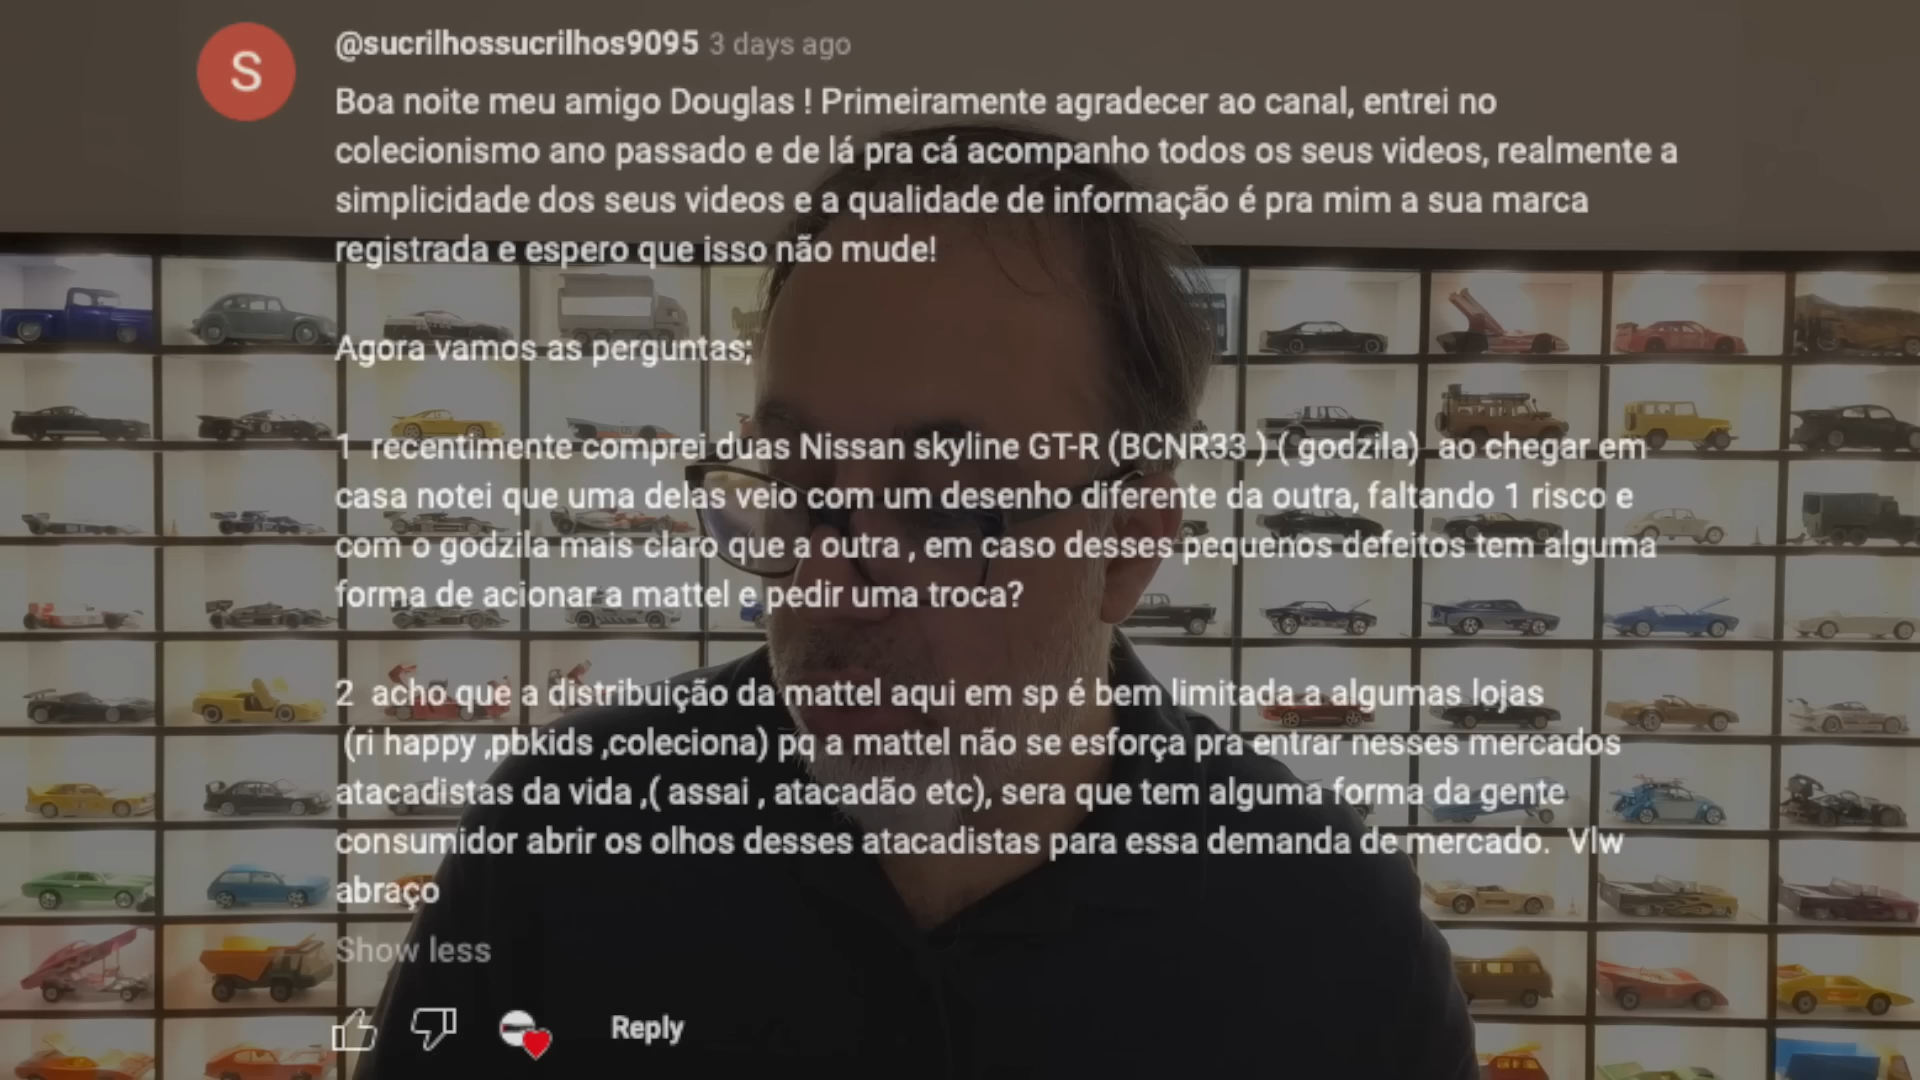 S
@sucrilhossucrilhos9095 3 days ago
Boa noite meu amigo Douglas ! Primeiramente agradecer ao canal, entrei no
colecionismo ano passado e de lá pra cá acompanho todos os seus videos, realmente a
simplicidade dos seus videos e a qualidade de informação é pra mim a sua marca
registrada e espero que isso não mude!
Agora vamos as perguntas;
1 recentimente comprei duas Nissan skyline GT-R (BCNR33 ) ( godzila) ao chegar em
casa notei que uma delas veio com um desenho diferente da outra, faltando 1 risco e
com o godzila mais claro que a outra , em caso desses pequenos defeitos tem alguma
forma de acionar a mattel e pedir uma troca?
2 acho que a distribuição da mattel aqui em sp é bem limitada a algumas lojas
(ri happy ,pbkids ,coleciona) pq a mattel não se esforça pra entrar nesses mercados
atacadistas da vida ,( assai , atacadão etc), sera que tem alguma forma da gente
consumidor abrir os olhos desses atacadistas para essa demanda de mercado. Vlw
abraço
Show less
Reply